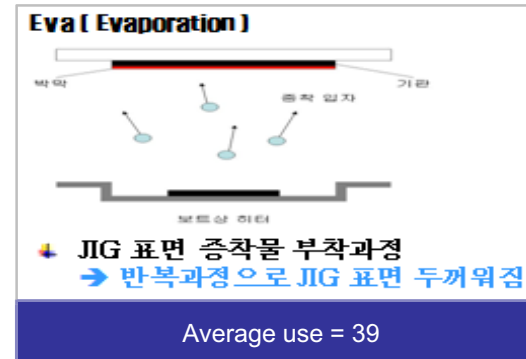 Eva ( Evaporation )
박막
기판
증착 입자
보트상 히터
JIG 표면 증착물 부착과정
➔ 반복과정으로 JIG 표면 두꺼워짐
Average use = 39